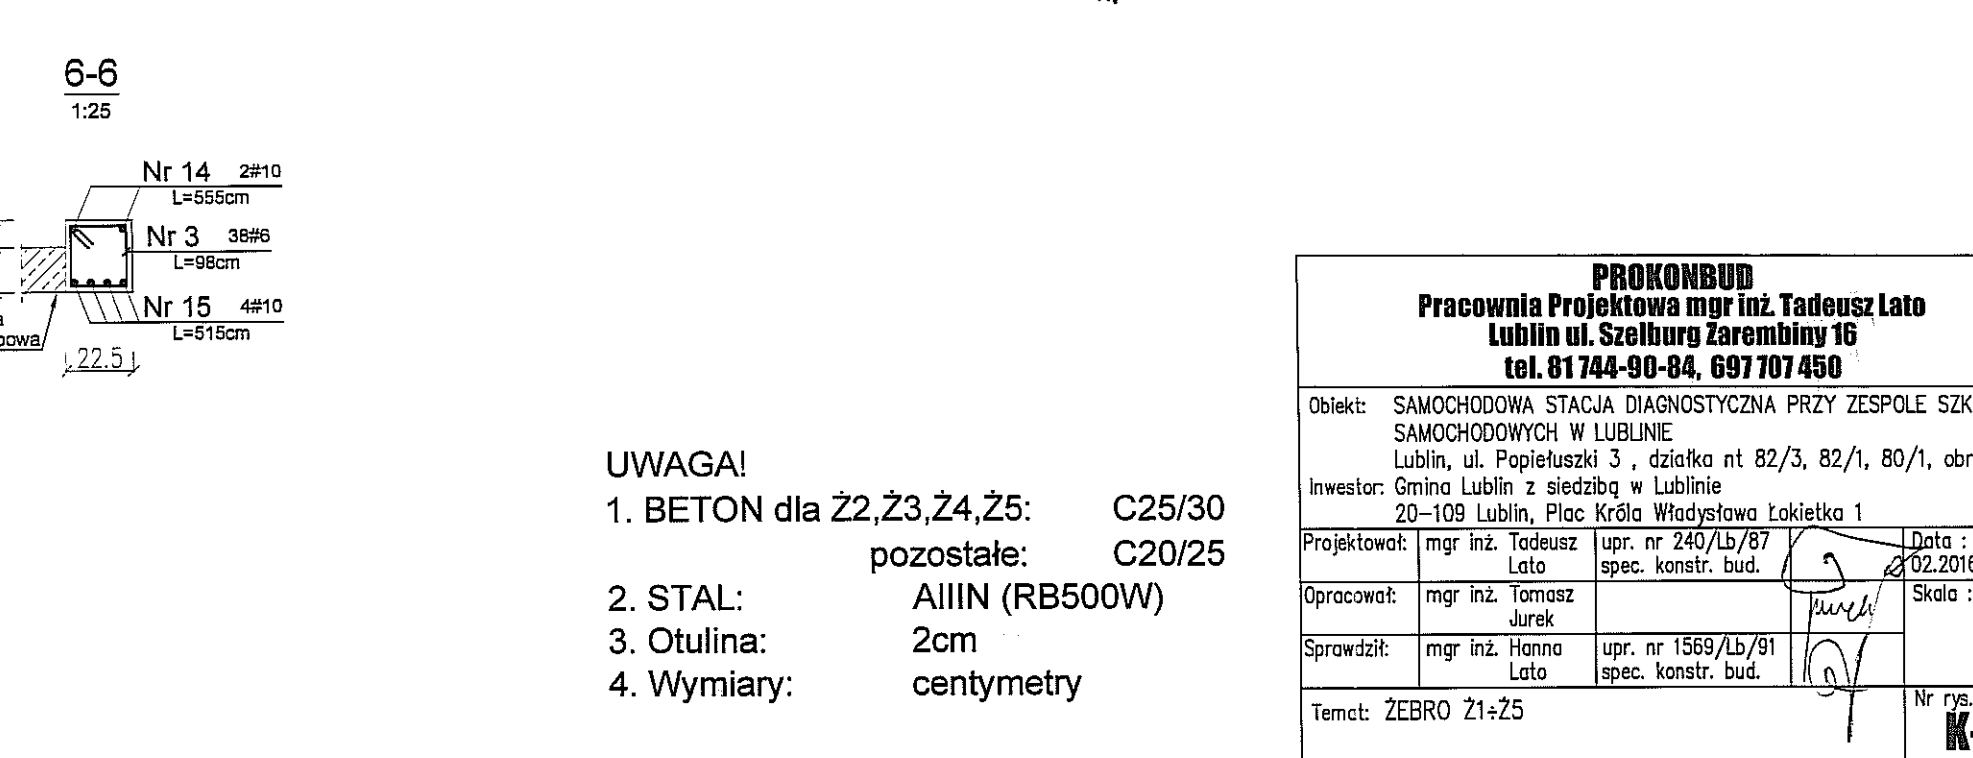 6-6
1:25
Nr 14 2#10
L=555cm
Nr 3 38#6
L=98cm
Nr 15 4#10
L=515cm
22.5
UWAGA!
1. BETON dla Ż2,Ż3,Ż4,Ż5: C25/30
pozostałe: C20/25
2. STAL: AIIIN (RB500W)
3. Otulina: 2cm
4. Wymiary: centymetry
PROKONBUD
Pracownia Projektowa mgr inż. Tadeusz Lato
Lublin ul. Szelburg Zarembiny 16
tel. 81 744-90-84, 697 707 450
Obiekt: SAMOCHODOWA STACJA DIAGNOSTYCZNA PRZY ZESPOLE SZK
SAMOCHODOWYCH W LUBLINIE
Lublin, ul. Popiełuszki 3 , działka nt 82/3, 82/1, 80/1, obr
Inwestor: Gmina Lublin z siedzibą w Lublinie
20-109 Lublin, Plac Króla Władysława Łokietka 1
Projektował: mgr inż. Tadeusz Lato upr. nr 240/Lb/87 spec. konstr. bud. Data : 02.2016
Opracował: mgr inż. Tomasz Jurek Skala :
Sprawdził: mgr inż. Hanna Lato upr. nr 1569/Lb/91 spec. konstr. bud.
Temat: ŻEBRO Ż1÷Ż5 Nr rys.
K-